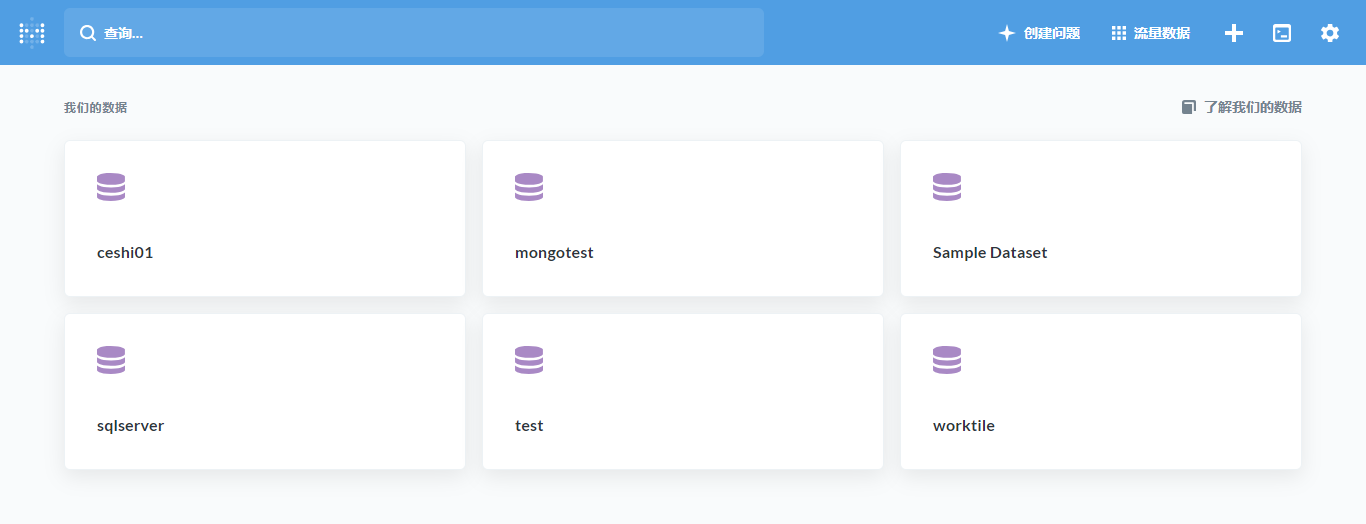 查询...
创建问题
流量数据
我们的数据
了解我们的数据
ceshi01
mongotest
Sample Dataset
sqlserver
test
worktile